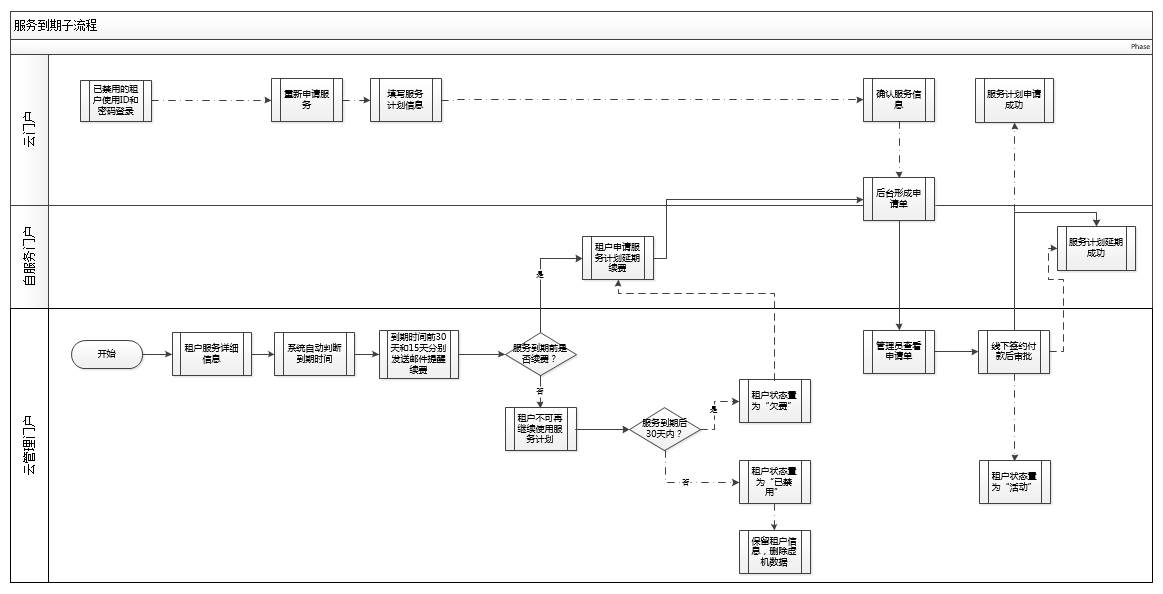 服务到期子流程
Phase
云门户
已禁用的租
户使用ID和
密码登录
重新申请服
务
填写服务
计划信息
确认服务信
息
服务计划申请
成功
后台形成申
请单
自服务门户
租户申请服
务计划延期
续费
服务计划延期
成功
是
云管理门户
开始
租户服务详细
信息
系统自动判断
到期时间
到期时间前30
天和15天分别
发送邮件提醒
续费
服务到期前是
否续费？
管理员查看
申请单
线下签约付
款后审批
否
租户不可再
继续使用服
务计划
服务到期后
30天内？
是
租户状态置
为“欠费”
否
租户状态置
为“已禁
用”
租户状态置
为“活动”
保留租户信
息，删除虚
机数据